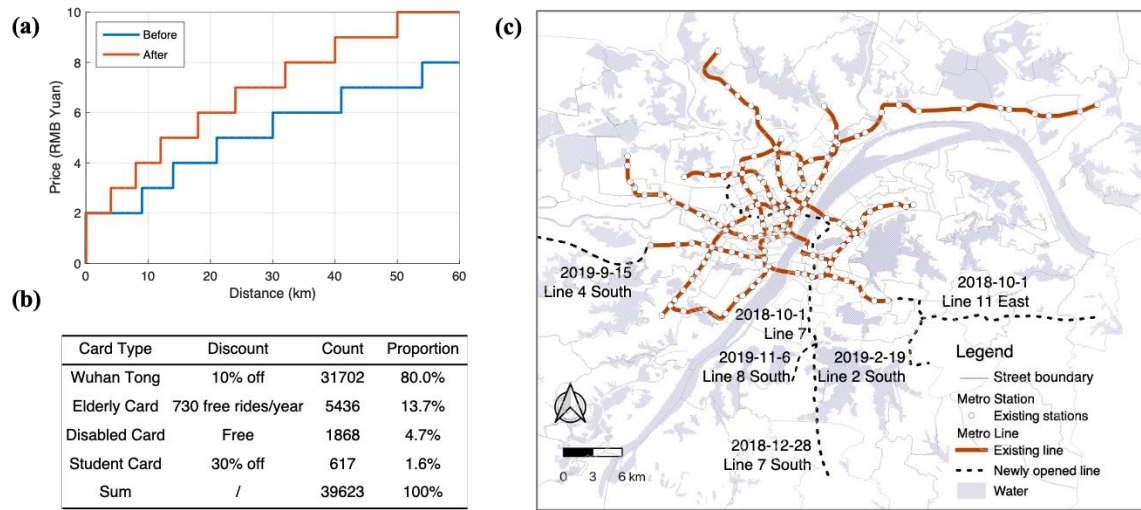 (a)
Before
After
Price (RMB Yuan)
10
8
6
4
2
0
0 10 20 30 40 50 60
Distance (km)
(b)
Card Type Discount Count Proportion
Wuhan Tong 10% off 31702 80.0%
Elderly Card 730 free rides/year 5436 13.7%
Disabled Card Free 1868 4.7%
Student Card 30% off 617 1.6%
Sum / 39623 100%
(c)
2019-9-15
Line 4 South
2018-10-1
Line 11 East
2018-10-1
Line 7
2019-11-6
Line 8 South
2019-2-19
Line 2 South
2018-12-28
Line 7 South
0 3 6 km
Legend
Street boundary
Metro Station
Existing stations
Metro Line
Existing line
Newly opened line
Water